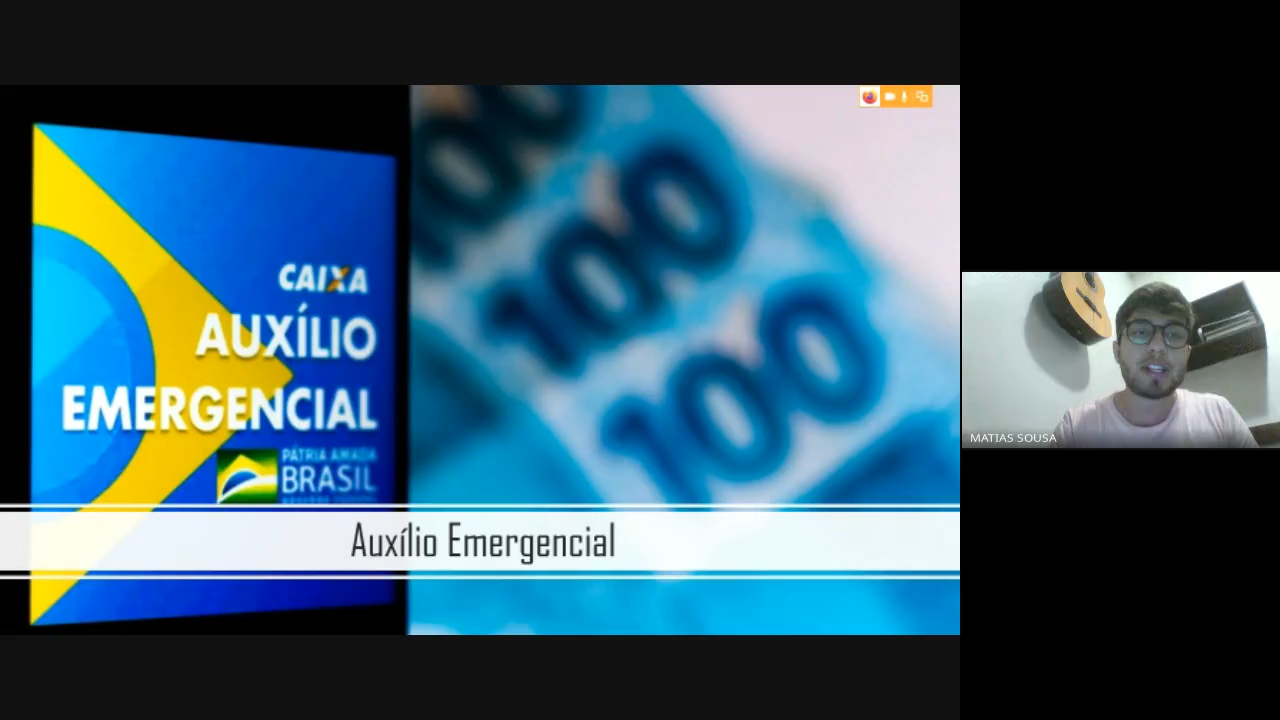 CAIXA
AUXÍLIO
EMERGENCIAL
PÁTRIA AMADA
BRASIL
100
100
100
Auxílio Emergencial
MATIAS SOUSA